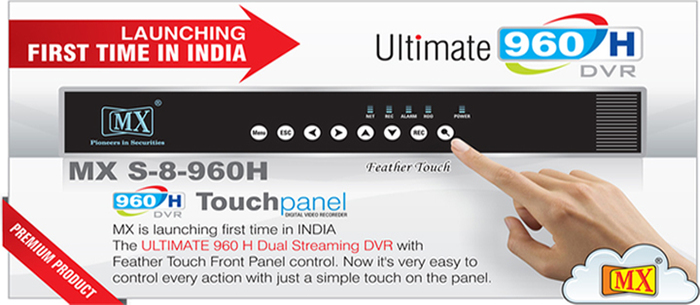 LAUNCHING
FIRST TIME IN INDIA
Ultimate 960 H
DVR
MX ®
Pioneers in Securities
NET REC ALARM HDD POWER
Menu ESC REC
MX S-8-960H
Feather Touch
960 H
DVR
Touchpanel
DIGITAL VIDEO RECOREDER
MX is launching first time in INDIA
The ULTIMATE 960 H Dual Streaming DVR with
Feather Touch Front Panel control. Now it's very easy to
control every action with just a simple touch on the panel.
PREMIUM PRODUCT
MX